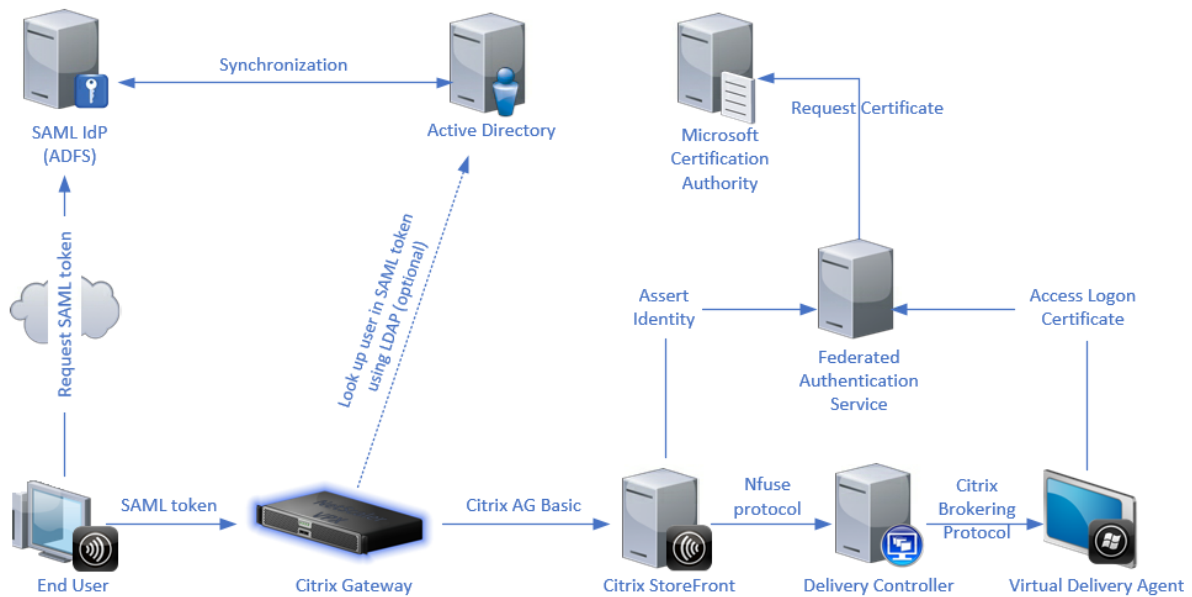 Synchronization
SAML IdP
(ADFS)
Active Directory
Request Certificate
Microsoft
Certification
Authority
Request SAML token
Look up user in SAML token
using LDAP (optional)
Assert
Identity
Access Logon
Certificate
Federated
Authentication
Service
SAML token
Citrix AG Basic
Nfuse
protocol
Citrix
Brokering
Protocol
End User
Citrix Gateway
Citrix StoreFront
Delivery Controller
Virtual Delivery Agent